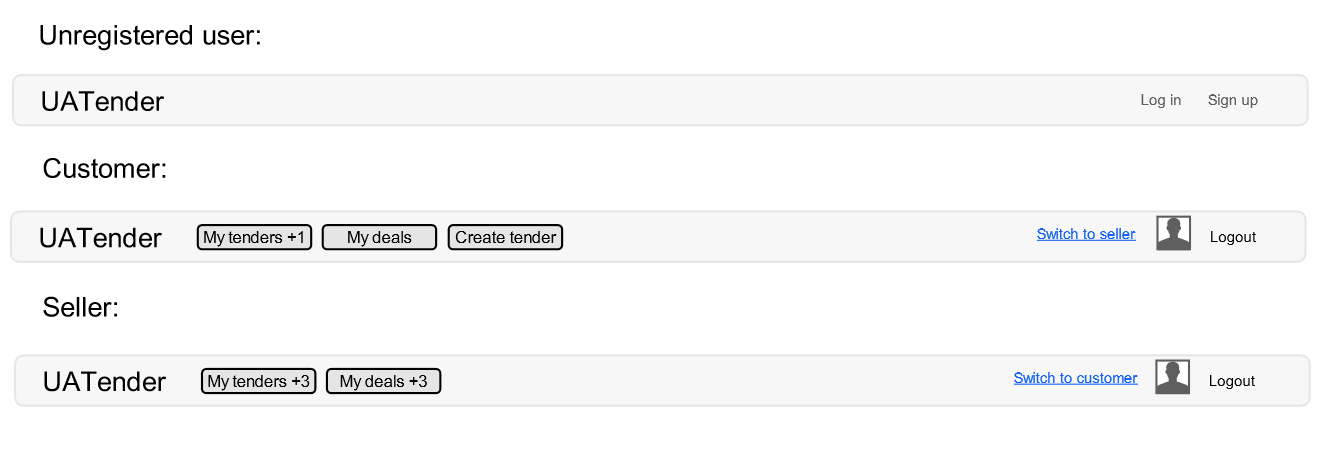 Unregistered user:
UATender Log in Sign up
Customer:
UATender My tenders +1 My deals Create tender Switch to seller Logout
Seller:
UATender My tenders +3 My deals +3 Switch to customer Logout